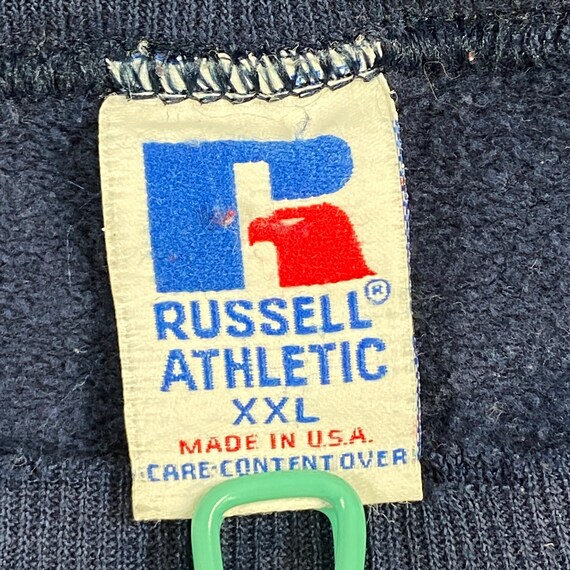 RUSSELL®
ATHLETIC
XXL
MADE IN U.S.A.
CARE·CONTENT OVER